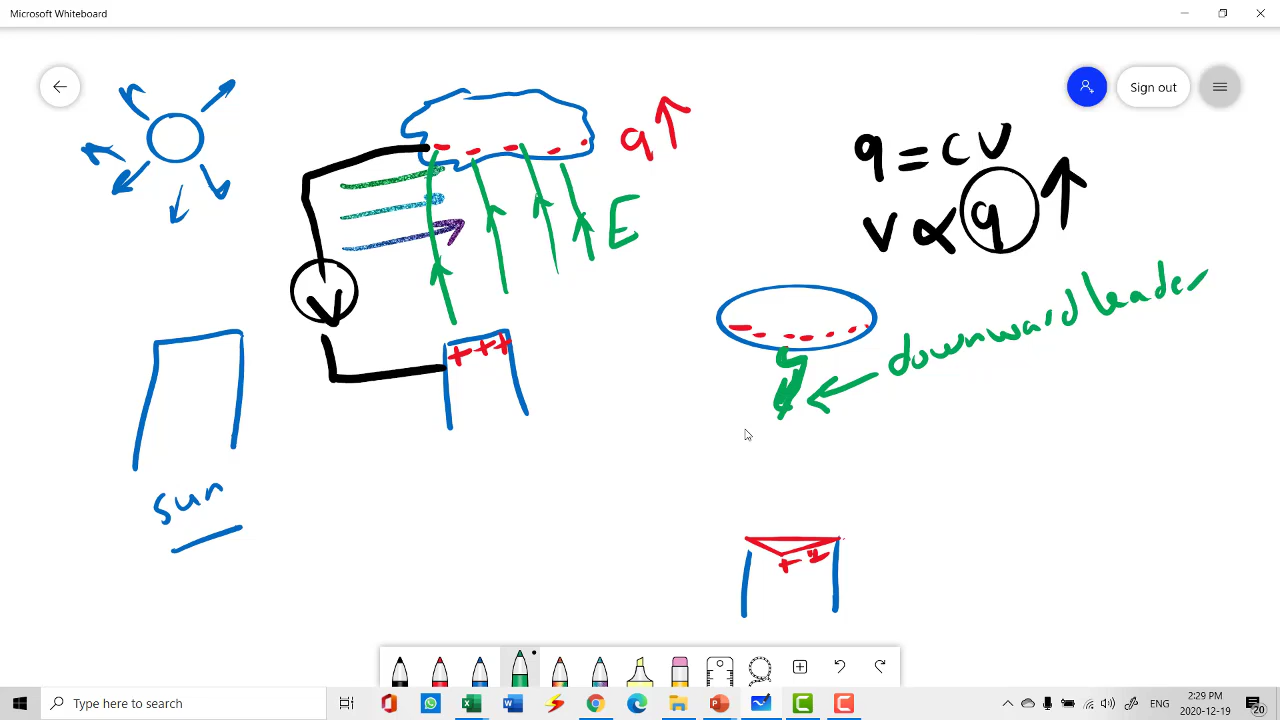 Microsoft Whiteboard
Sign out
q ↑
q = CV
V ∝ q ↑
E
downward leader
+++
sun
+
Type here to search
ENG
2:29 PM
2020-12-19
20